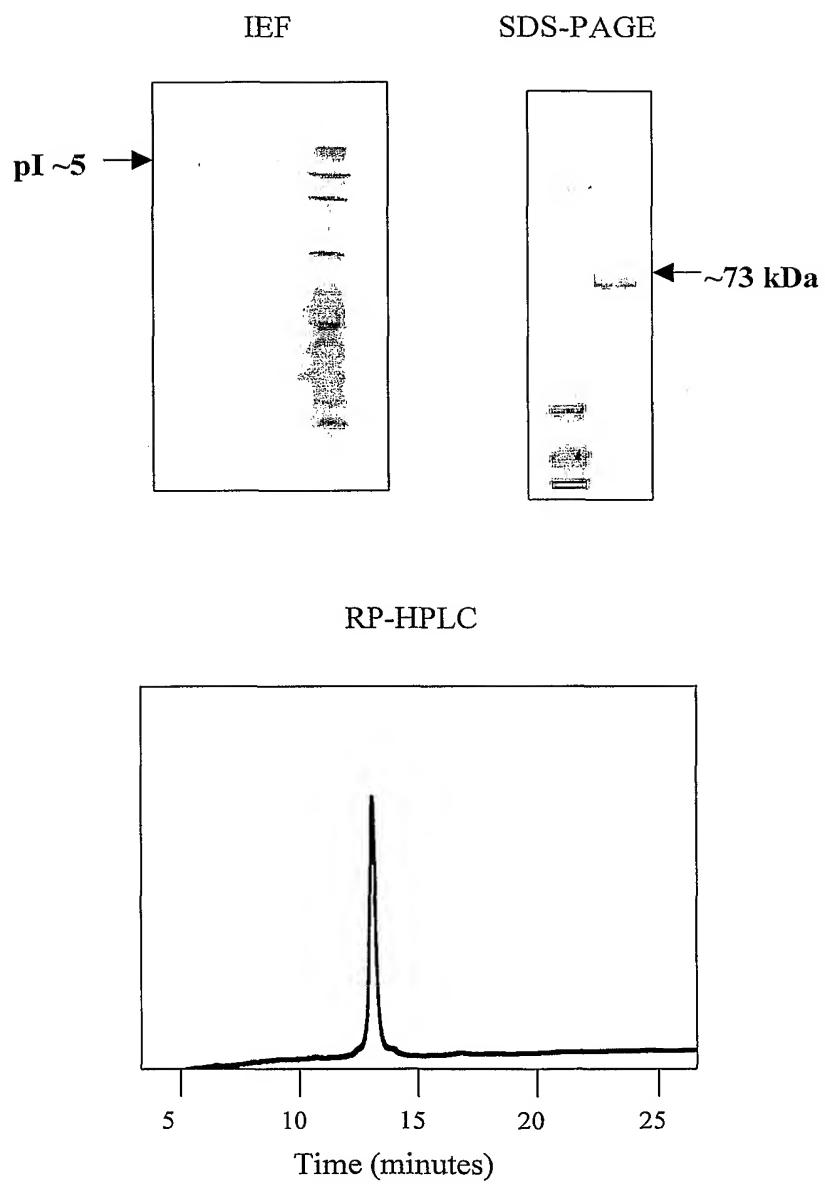 IEF
SDS-PAGE
pI ~5
~73 kDa
RP-HPLC
5 10 15 20 25
Time (minutes)